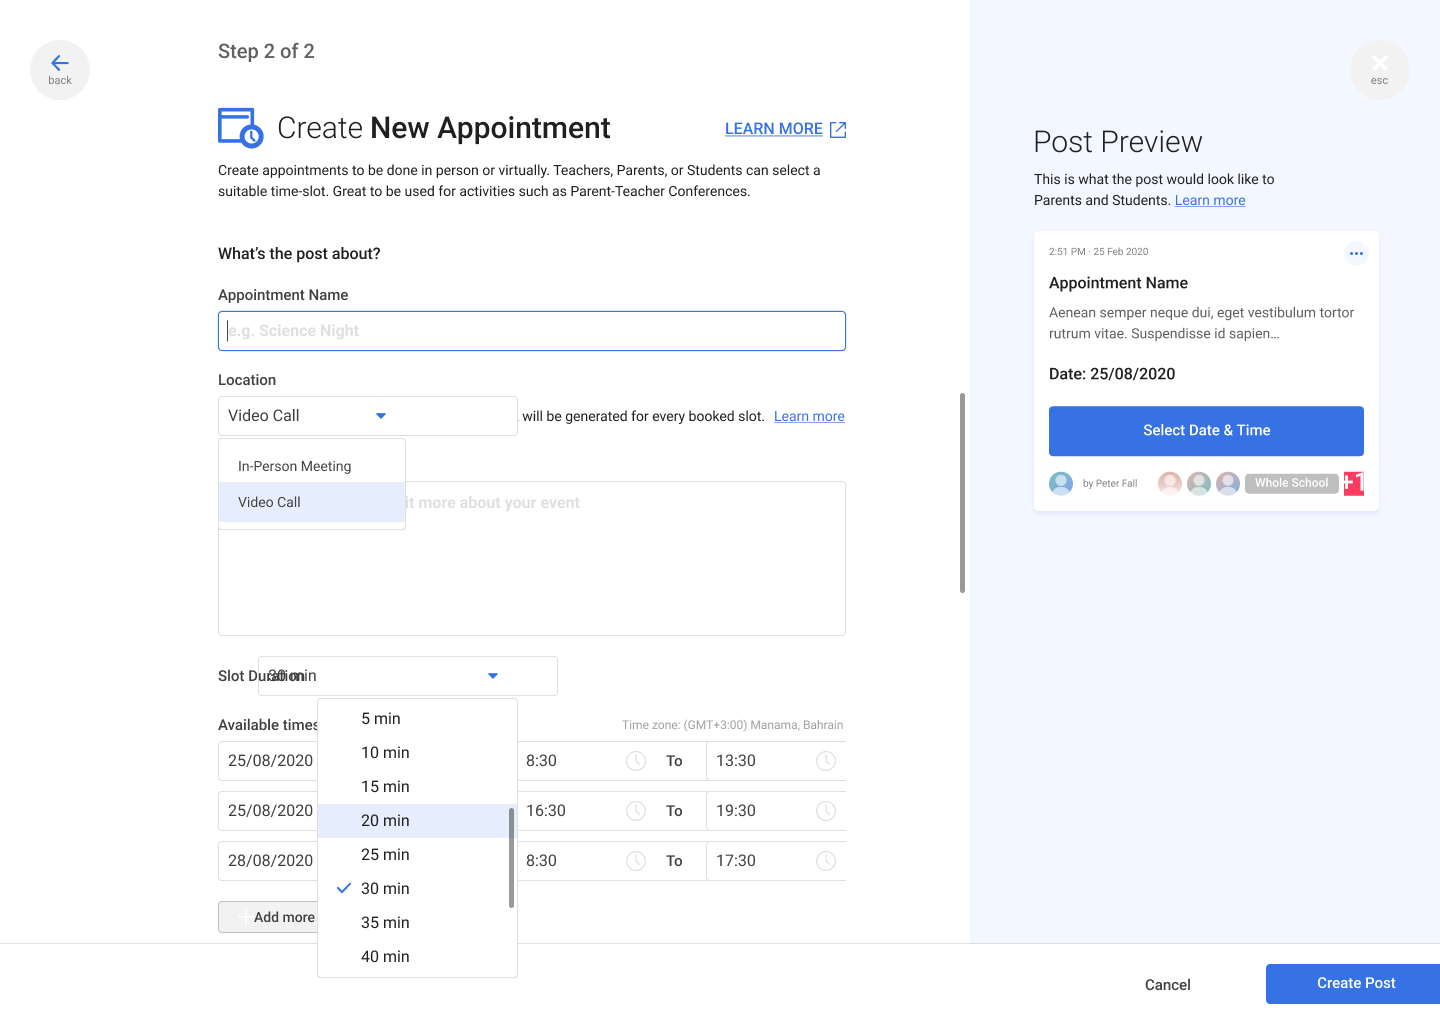 Step 2 of 2
back
esc
Create New Appointment
LEARN MORE
Create appointments to be done in person or virtually. Teachers, Parents, or Students can select a
suitable time-slot. Great to be used for activities such as Parent-Teacher Conferences.
What's the post about?
Appointment Name
e.g. Science Night
Location
Video Call
will be generated for every booked slot. Learn more
In-Person Meeting
Video Call
it more about your event
Slot Duration
30 min
5 min
10 min
15 min
20 min
25 min
30 min
35 min
40 min
Available times
Time zone: (GMT+3:00) Manama, Bahrain
25/08/2020 8:30 To 13:30
25/08/2020 16:30 To 19:30
28/08/2020 8:30 To 17:30
Add more
Post Preview
This is what the post would look like to
Parents and Students. Learn more
2:51 PM · 25 Feb 2020
Appointment Name
Aenean semper neque dui, eget vestibulum tortor
rutrum vitae. Suspendisse id sapien...
Date: 25/08/2020
Select Date & Time
by Peter Fall
Whole School
+1
Cancel
Create Post